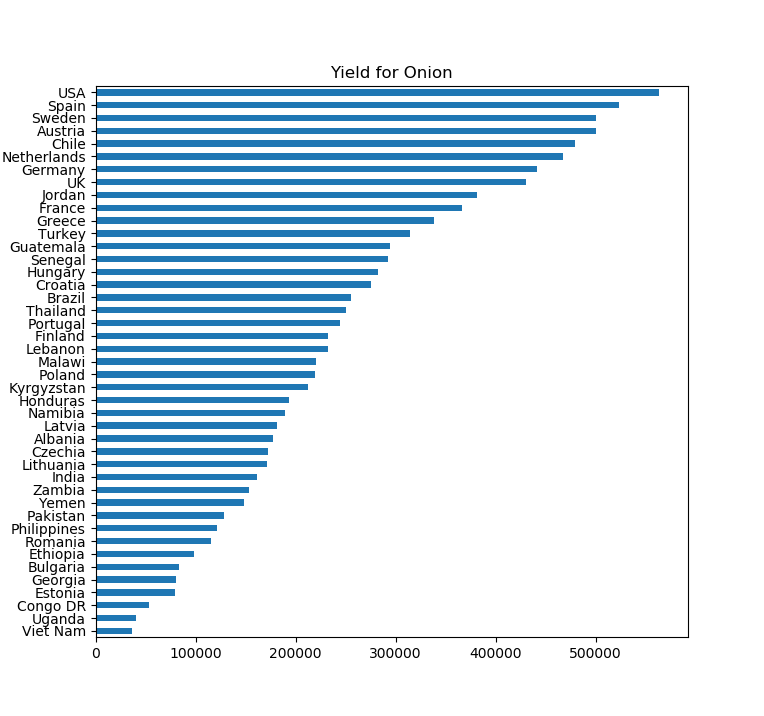 Yield for Onion
USA
Spain
Sweden
Austria
Chile
Netherlands
Germany
UK
Jordan
France
Greece
Turkey
Guatemala
Senegal
Hungary
Croatia
Brazil
Thailand
Portugal
Finland
Lebanon
Malawi
Poland
Kyrgyzstan
Honduras
Namibia
Latvia
Albania
Czechia
Lithuania
India
Zambia
Yemen
Pakistan
Philippines
Romania
Ethiopia
Bulgaria
Georgia
Estonia
Congo DR
Uganda
Viet Nam
0 100000 200000 300000 400000 500000